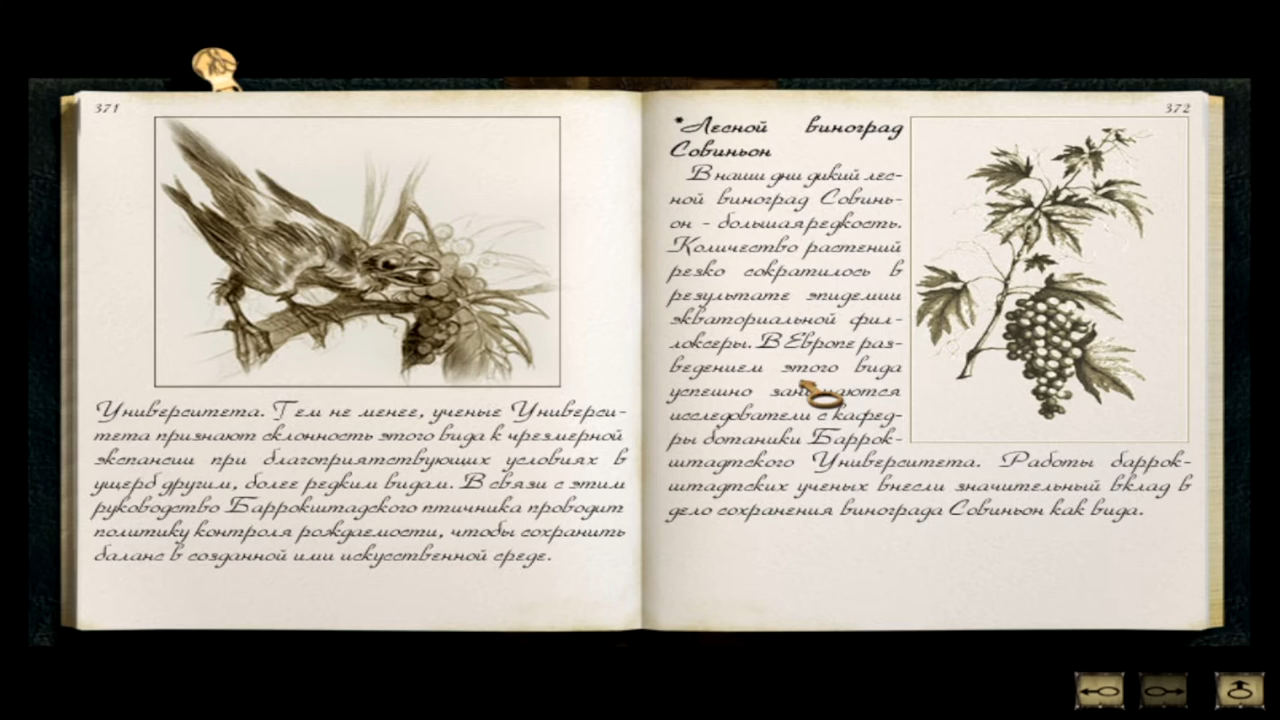 371
Университета. Тем не менее, ученые Универси-
тета признают склонность этого вида к чрезмерной
экспансии при благоприятствующих условиях в
ущерб другим, более редким видам. В связи с этим
руководство Баррокштадского птичника проводит
политику контроля рождаемости, чтобы сохранить
баланс в созданной ими искусственной среде.
372
*Лесной виноград
Совиньон
В наши дни дикий лес-
ной виноград Совинь-
он - большая редкость.
Количество растений
резко сократилось в
результате эпидемии
экваториальной фил-
локсеры. В Европе раз-
ведением этого вида
успешно занимаются
исследователи с кафед-
ры ботаники Баррок-
штадтского Университета. Работы баррок-
штадтских ученых внесли значительный вклад в
дело сохранения винограда Совиньон как вида.